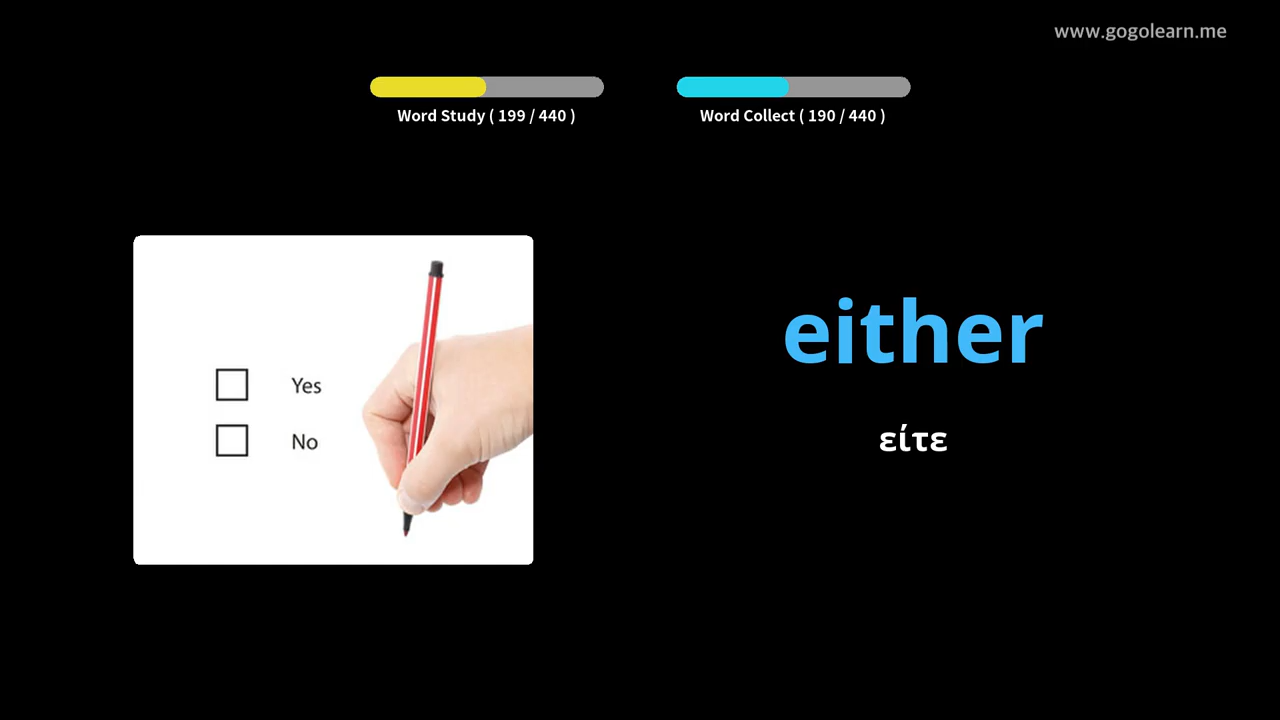 www.gogolearn.me
Word Study ( 199 / 440 )
Word Collect ( 190 / 440 )
Yes
No
either
είτε